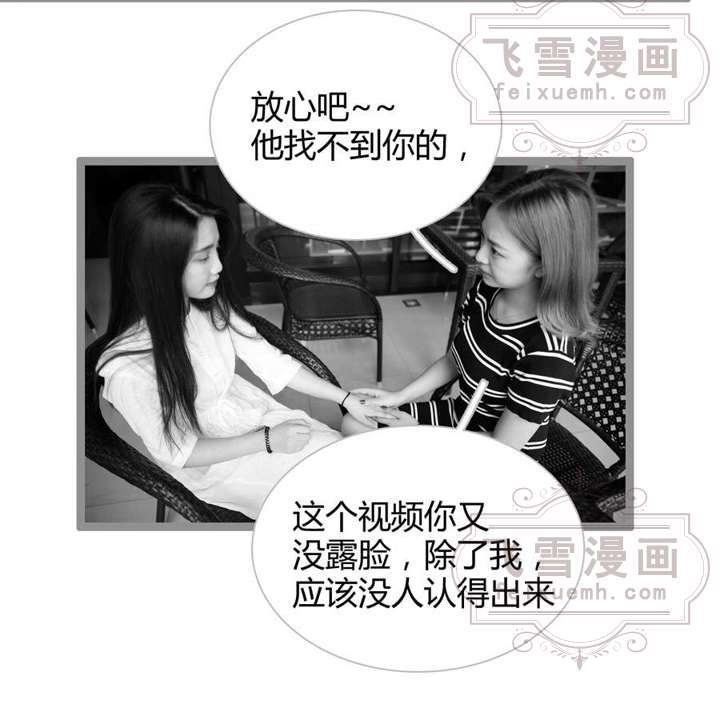 飞雪漫画
feixuemh.com
放心吧~~
他找不到你的，
这个视频你又
没露脸，除了我，
应该没人认得出来
飞雪漫画
feixuemh.com